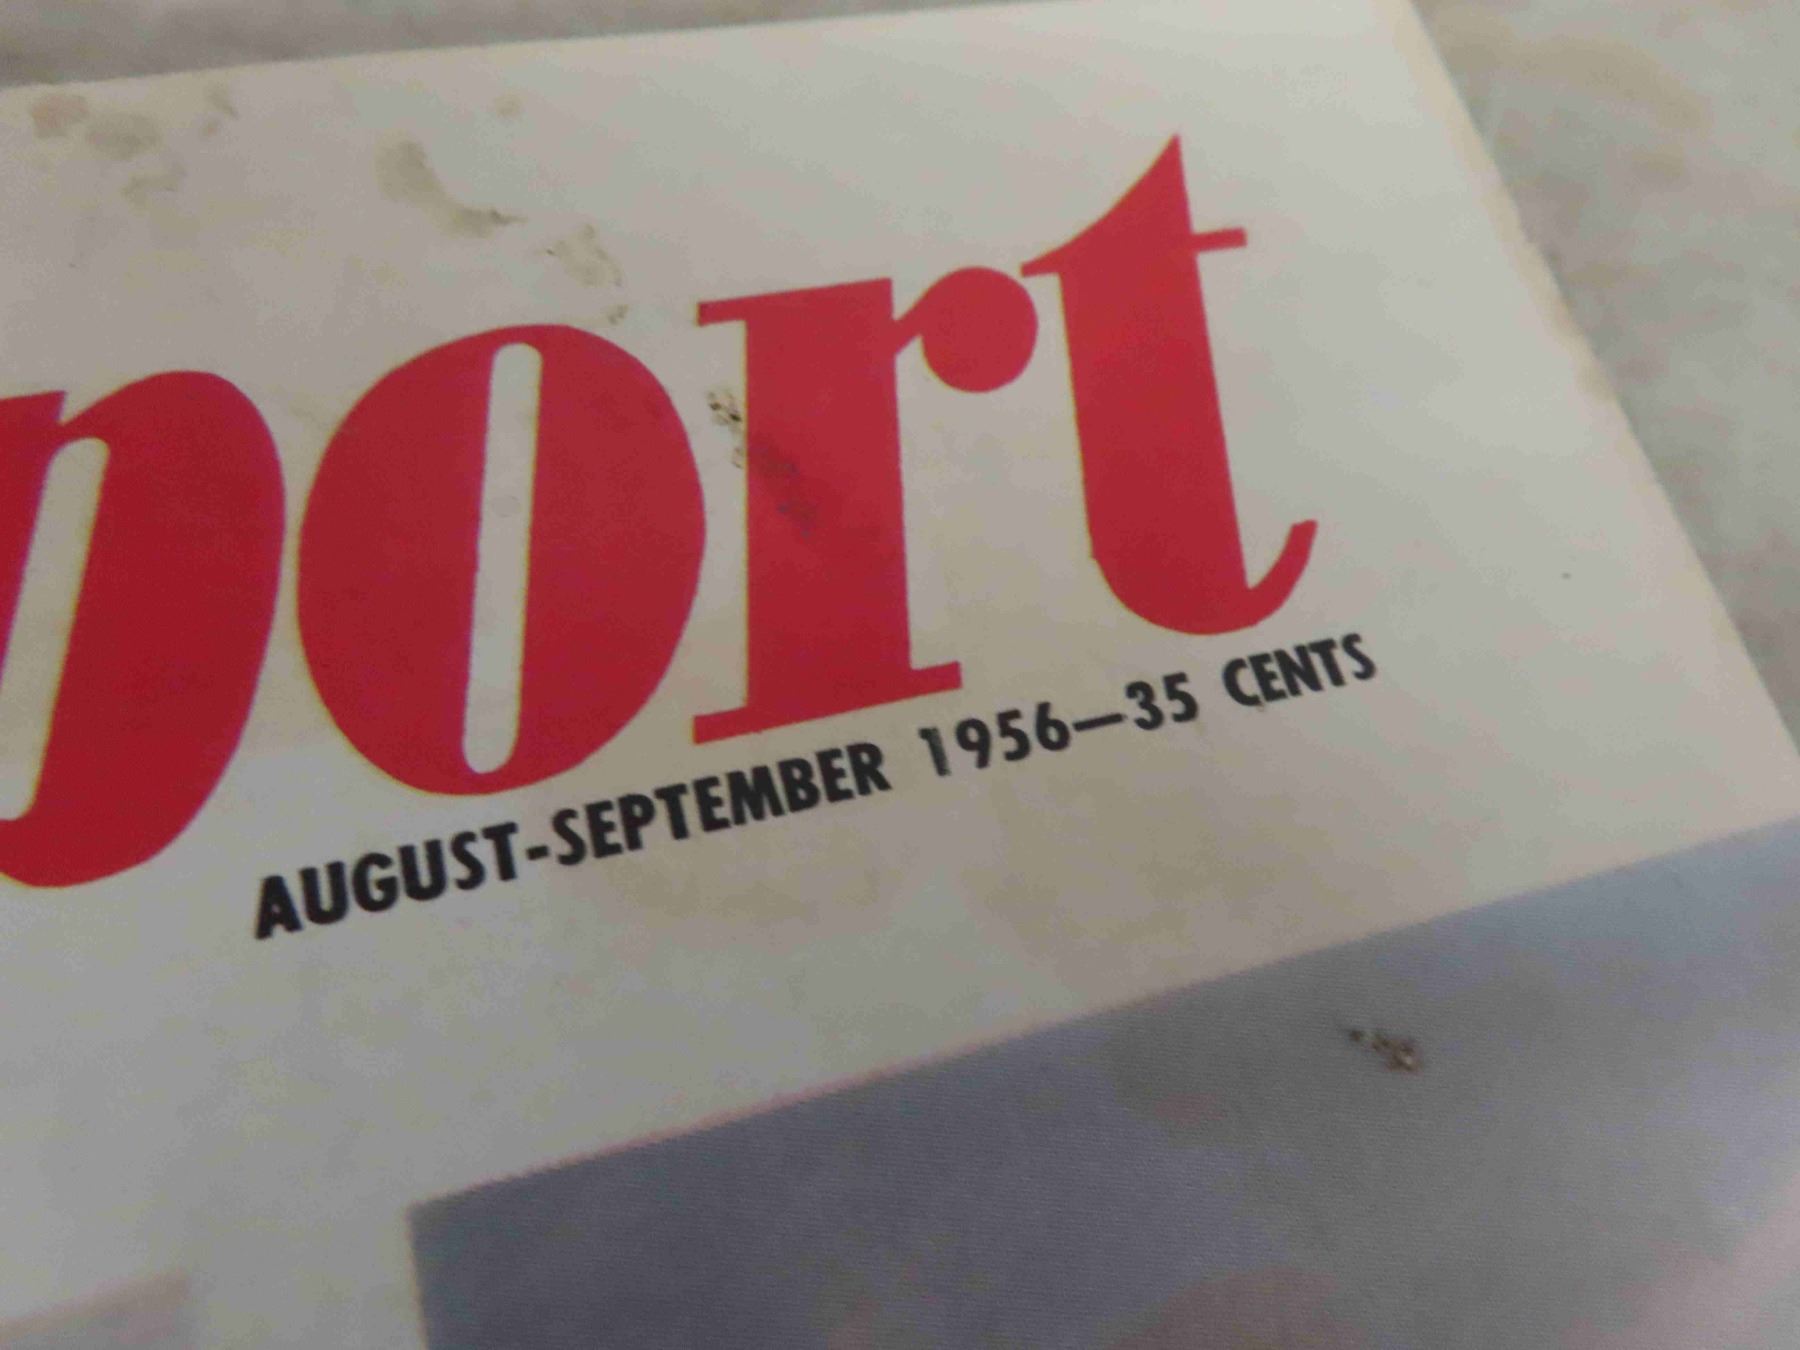 port
AUGUST-SEPTEMBER 1956—35 CENTS